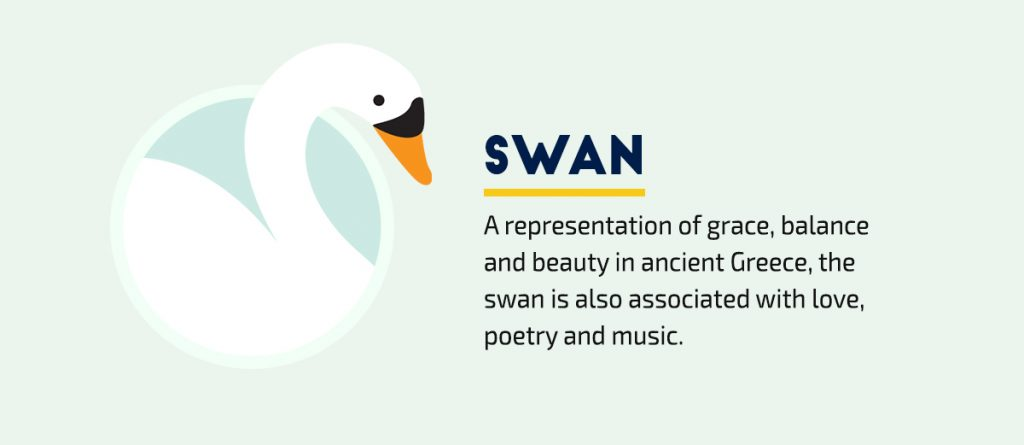 SWAN
A representation of grace, balance
and beauty in ancient Greece, the
swan is also associated with love,
poetry and music.